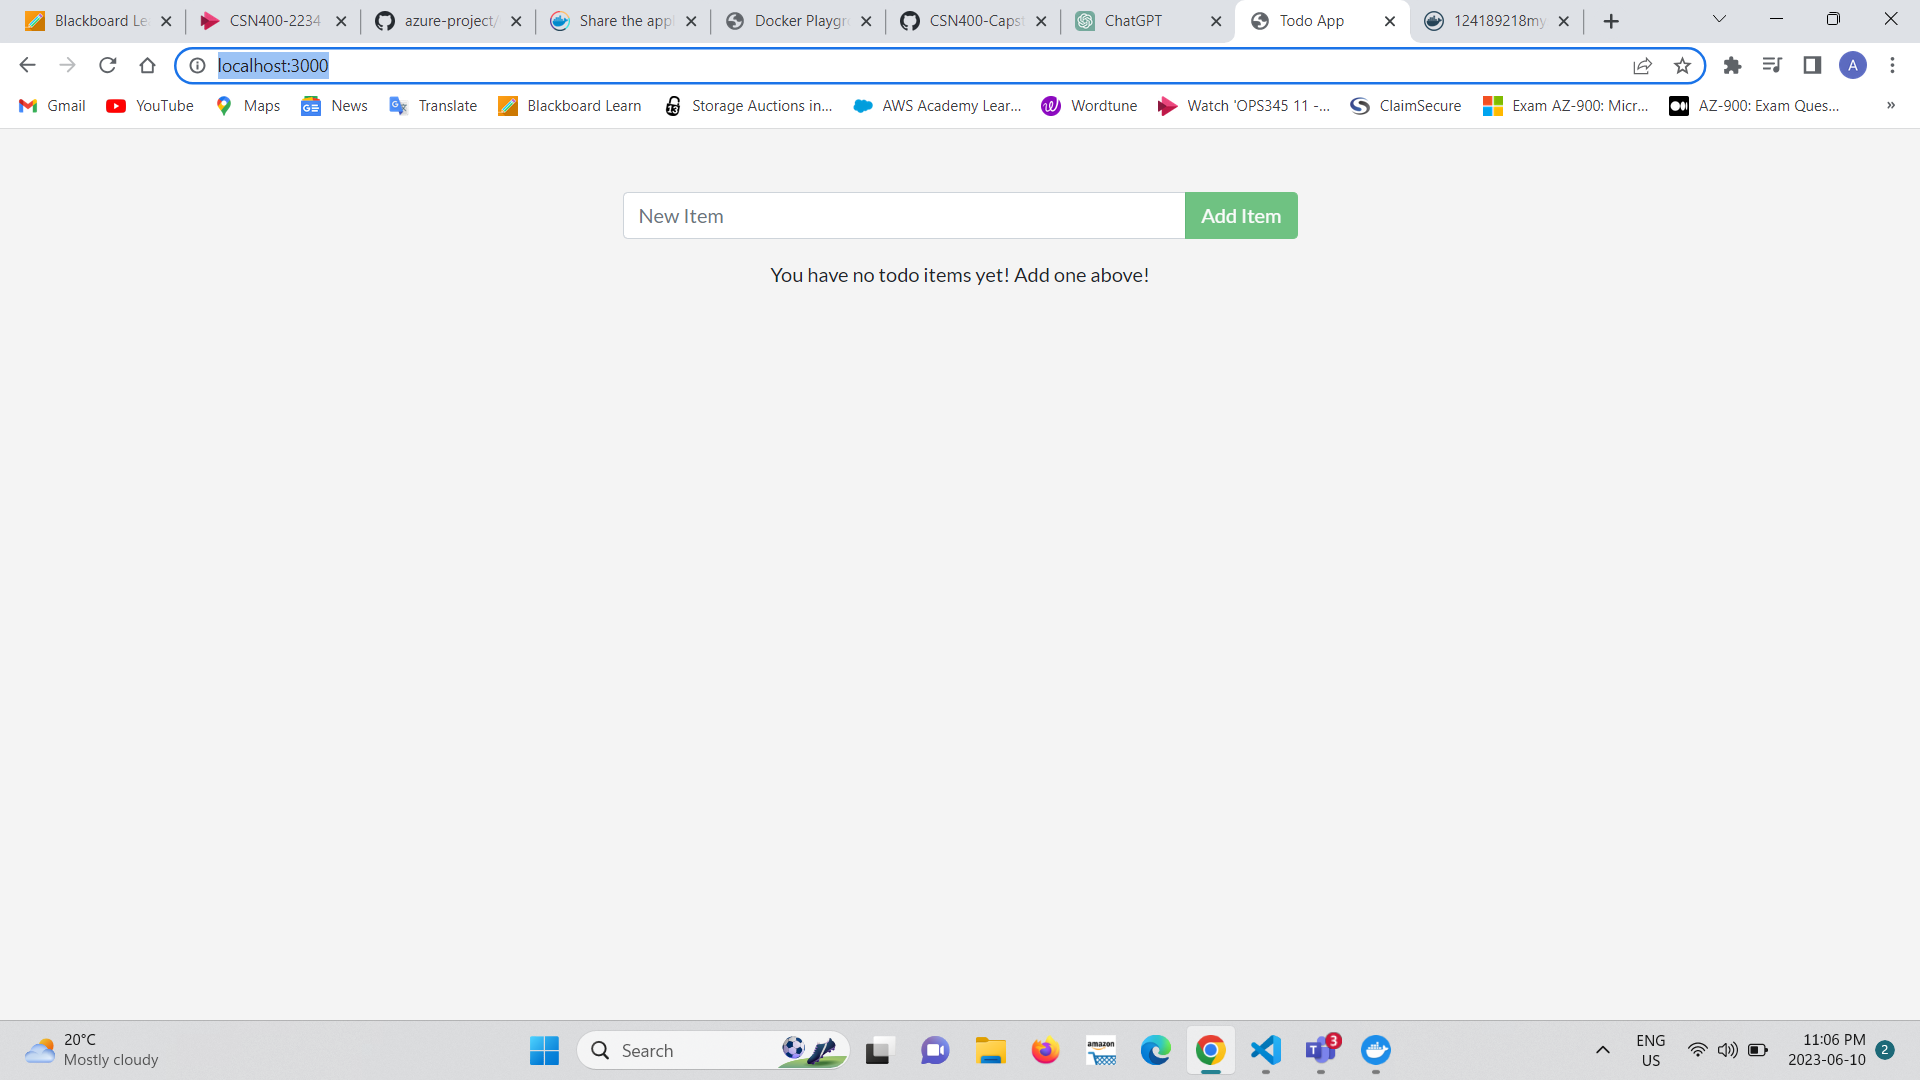 Blackboard Le
CSN400-2234
azure-project/
Share the app
Docker Playgr
CSN400-Capst
ChatGPT
Todo App
124189218my
localhost:3000
A
Gmail
YouTube
Maps
News
Translate
Blackboard Learn
Storage Auctions in...
AWS Academy Lear...
Wordtune
Watch 'OPS345 11 -...
ClaimSecure
Exam AZ-900: Micr...
AZ-900: Exam Ques...
»
New Item
Add Item
You have no todo items yet! Add one above!
20°C
Mostly cloudy
Search
amazon
3
ENG
US
11:06 PM
2023-06-10
2